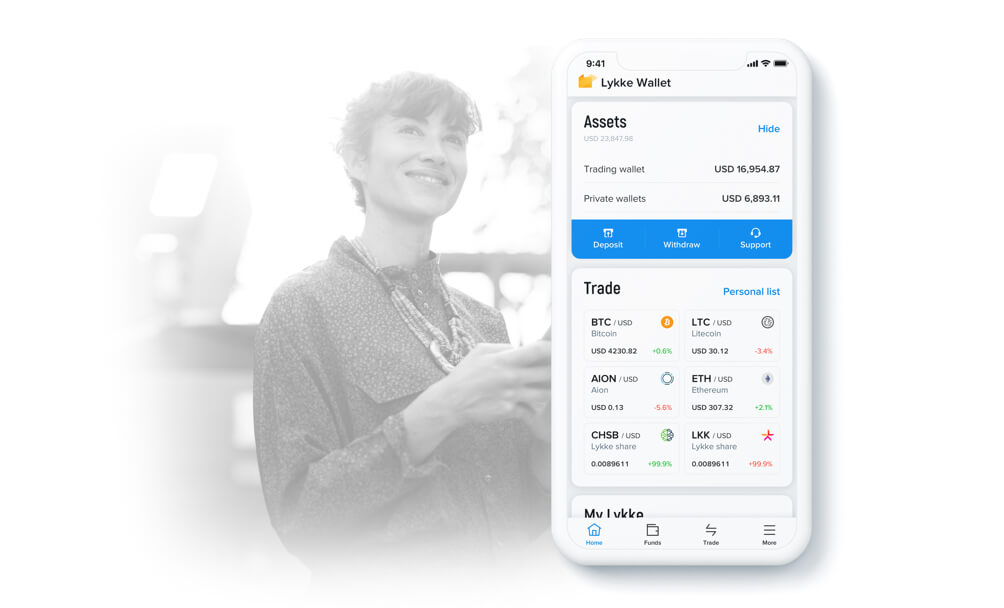 9:41
Lykke Wallet
Assets
Hide
USD 23,847.98
Trading wallet USD 16,954.87
Private wallets USD 6,893.11
Deposit Withdraw Support
Trade
Personal list
BTC / USD LTC / USD
Bitcoin Litecoin
USD 4230.82 +0.6% USD 30.12 -3.4%
AION / USD ETH / USD
Aion Ethereum
USD 0.13 -5.6% USD 307.32 +2.1%
CHSB / USD LKK / USD
Lykke share Lykke share
0.0089611 +99.9% 0.0089611 +99.9%
My Lykke
Home Funds Trade More